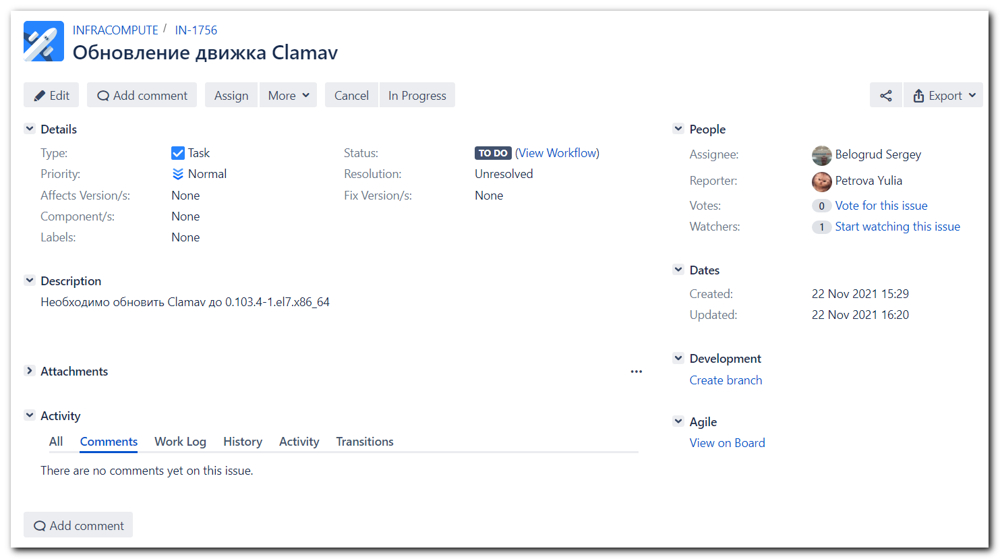 INFRACOMPUTE / IN-1756
Обновление движка Clamav
Edit Add comment Assign More Cancel In Progress Export
Details
Type: Task Status: TO DO (View Workflow)
Priority: Normal Resolution: Unresolved
Affects Version/s: None Fix Version/s: None
Component/s: None
Labels: None
Description
Необходимо обновить Clamav до 0.103.4-1.el7.x86_64
Attachments
Activity
All Comments Work Log History Activity Transitions
There are no comments yet on this issue.
Add comment
People
Assignee: Belogrud Sergey
Reporter: Petrova Yulia
Votes: 0 Vote for this issue
Watchers: 1 Start watching this issue
Dates
Created: 22 Nov 2021 15:29
Updated: 22 Nov 2021 16:20
Development
Create branch
Agile
View on Board